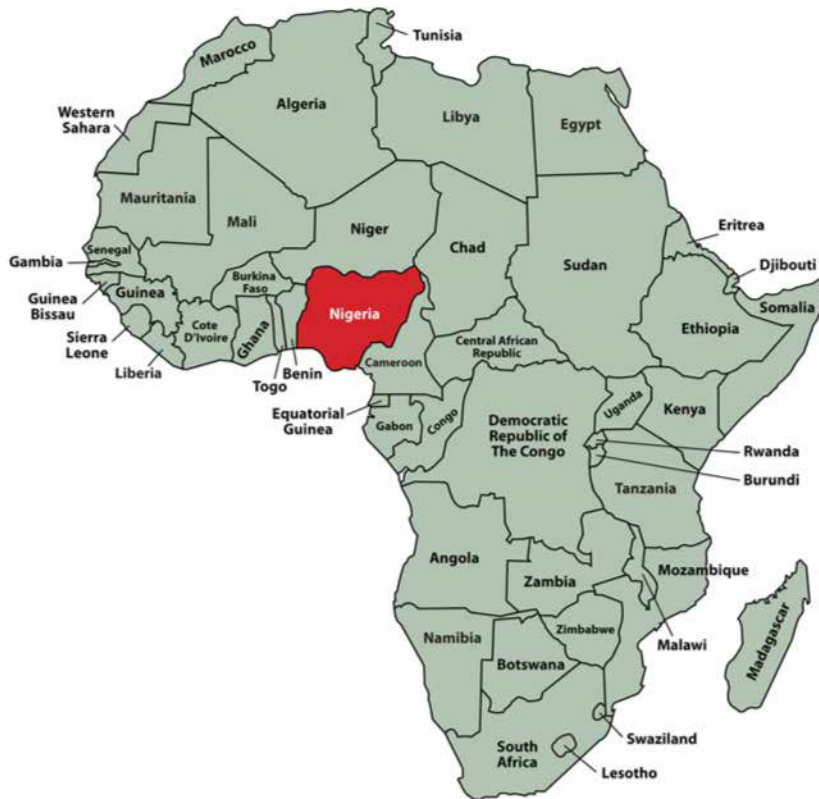 Tunisia
Marocco
Algeria
Libya
Egypt
Western
Sahara
Mauritania
Mali
Niger
Chad
Sudan
Eritrea
Djibouti
Senegal
Gambia
Guinea
Bissau
Guinea
Burkina
Faso
Nigeria
Somalia
Ethiopia
Sierra
Leone
Cote
D'Ivoire
Ghana
Liberia
Togo
Benin
Cameroon
Central African
Republic
Equatorial
Guinea
Gabon
Congo
Democratic
Republic of
The Congo
Uganda
Kenya
Rwanda
Burundi
Tanzania
Angola
Zambia
Mozambique
Malawi
Madagascar
Namibia
Zimbabwe
Botswana
Swaziland
South
Africa
Lesotho